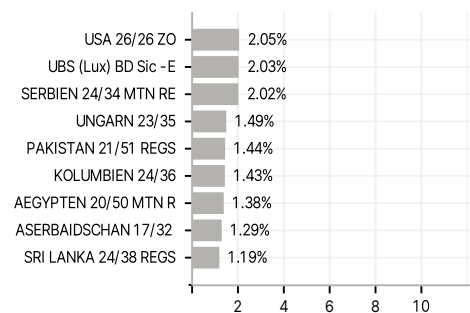 USA 26/26 ZO 2.05%
UBS (Lux) BD Sic -E 2.03%
SERBIEN 24/34 MTN RE 2.02%
UNGARN 23/35 1.49%
PAKISTAN 21/51 REGS 1.44%
KOLUMBIEN 24/36 1.43%
AEGYPTEN 20/50 MTN R 1.38%
ASERBAIDSCHAN 17/32 1.29%
SRI LANKA 24/38 REGS 1.19%
2 4 6 8 10